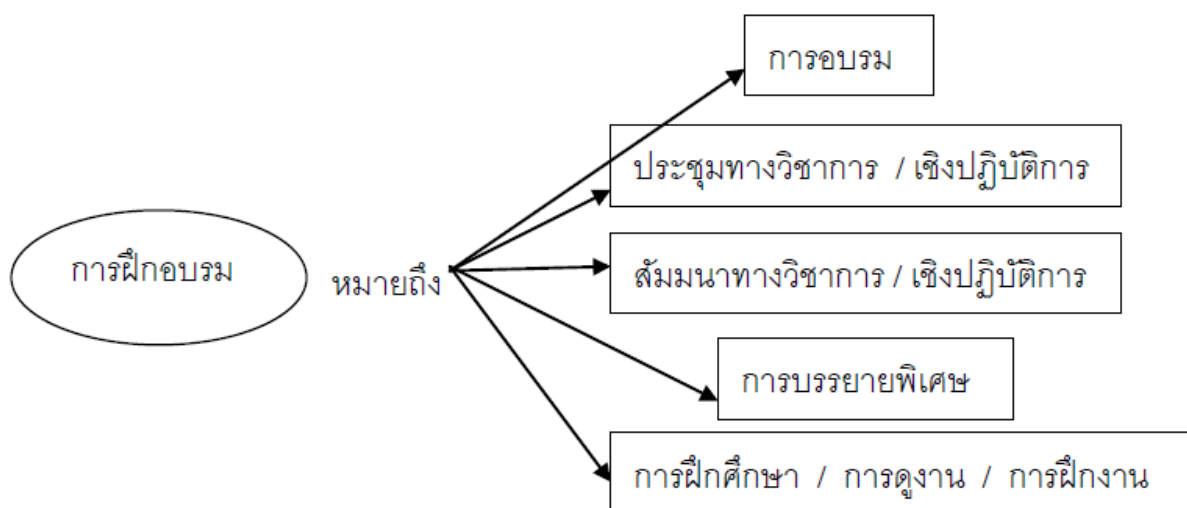 การอบรม
ประชุมทางวิชาการ / เชิงปฏิบัติการ
การฝึกอบรม
หมายถึง
สัมมนาทางวิชาการ / เชิงปฏิบัติการ
การบรรยายพิเศษ
การฝึกศึกษา / การดูงาน / การฝึกงาน